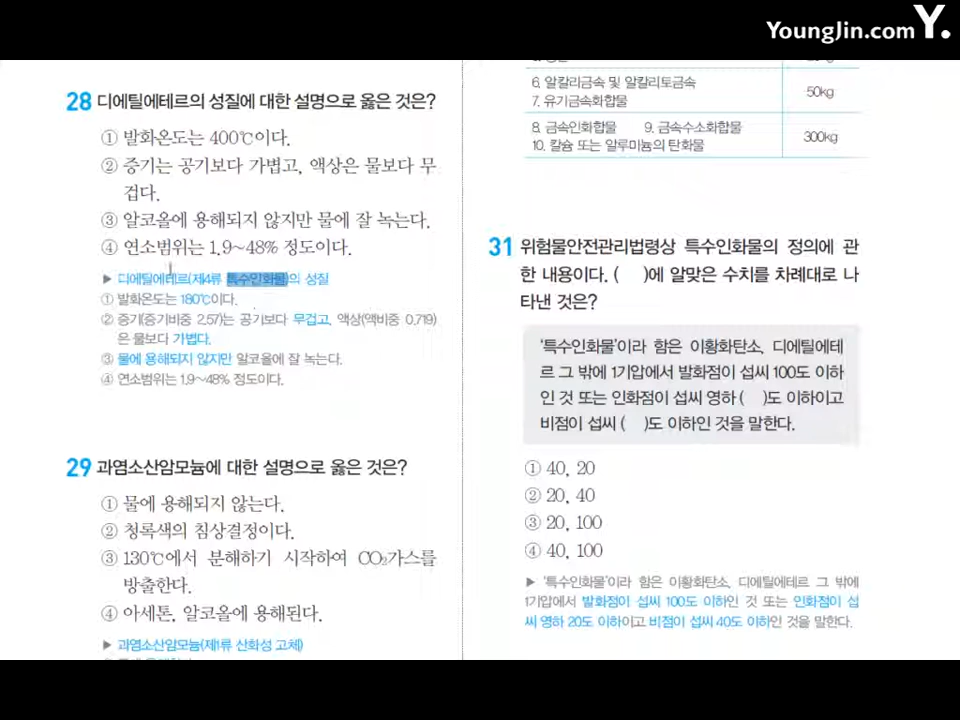 YoungJin.com Y.
28 디에틸에테르의 성질에 대한 설명으로 옳은 것은?
① 발화온도는 400℃이다.
② 증기는 공기보다 가볍고, 액상은 물보다 무
겁다.
③ 알코올에 용해되지 않지만 물에 잘 녹는다.
④ 연소범위는 1.9~48% 정도이다.
▶ 디에틸에테르(제4류 특수인화물)의 성질
① 발화온도는 180℃이다.
② 증기(증기비중 2.57)는 공기보다 무겁고, 액상(액비중 0.719)
은 물보다 가볍다.
③ 물에 용해되지 않지만 알코올에 잘 녹는다.
④ 연소범위는 1.9~48% 정도이다.
29 과염소산암모늄에 대한 설명으로 옳은 것은?
① 물에 용해되지 않는다.
② 청록색의 침상결정이다.
③ 130℃에서 분해하기 시작하여 CO₂가스를
방출한다.
④ 아세톤, 알코올에 용해된다.
▶ 과염소산암모늄(제1류 산화성 고체)
6. 알칼리금속 및 알칼리토금속
7. 유기금속화합물
50kg
8. 금속인화합물 9. 금속수소화합물
10. 칼슘 또는 알루미늄의 탄화물
300kg
31 위험물안전관리법령상 특수인화물의 정의에 관
한 내용이다. ( )에 알맞은 수치를 차례대로 나
타낸 것은?
'특수인화물'이라 함은 이황화탄소, 디에틸에테
르 그 밖에 1기압에서 발화점이 섭씨 100도 이하
인 것 또는 인화점이 섭씨 영하 ( )도 이하이고
비점이 섭씨 ( )도 이하인 것을 말한다.
① 40, 20
② 20, 40
③ 20, 100
④ 40, 100
▶ '특수인화물'이라 함은 이황화탄소, 디에틸에테르 그 밖에
1기압에서 발화점이 섭씨 100도 이하인 것 또는 인화점이 섭
씨 영하 20도 이하이고 비점이 섭씨 40도 이하인 것을 말한다.